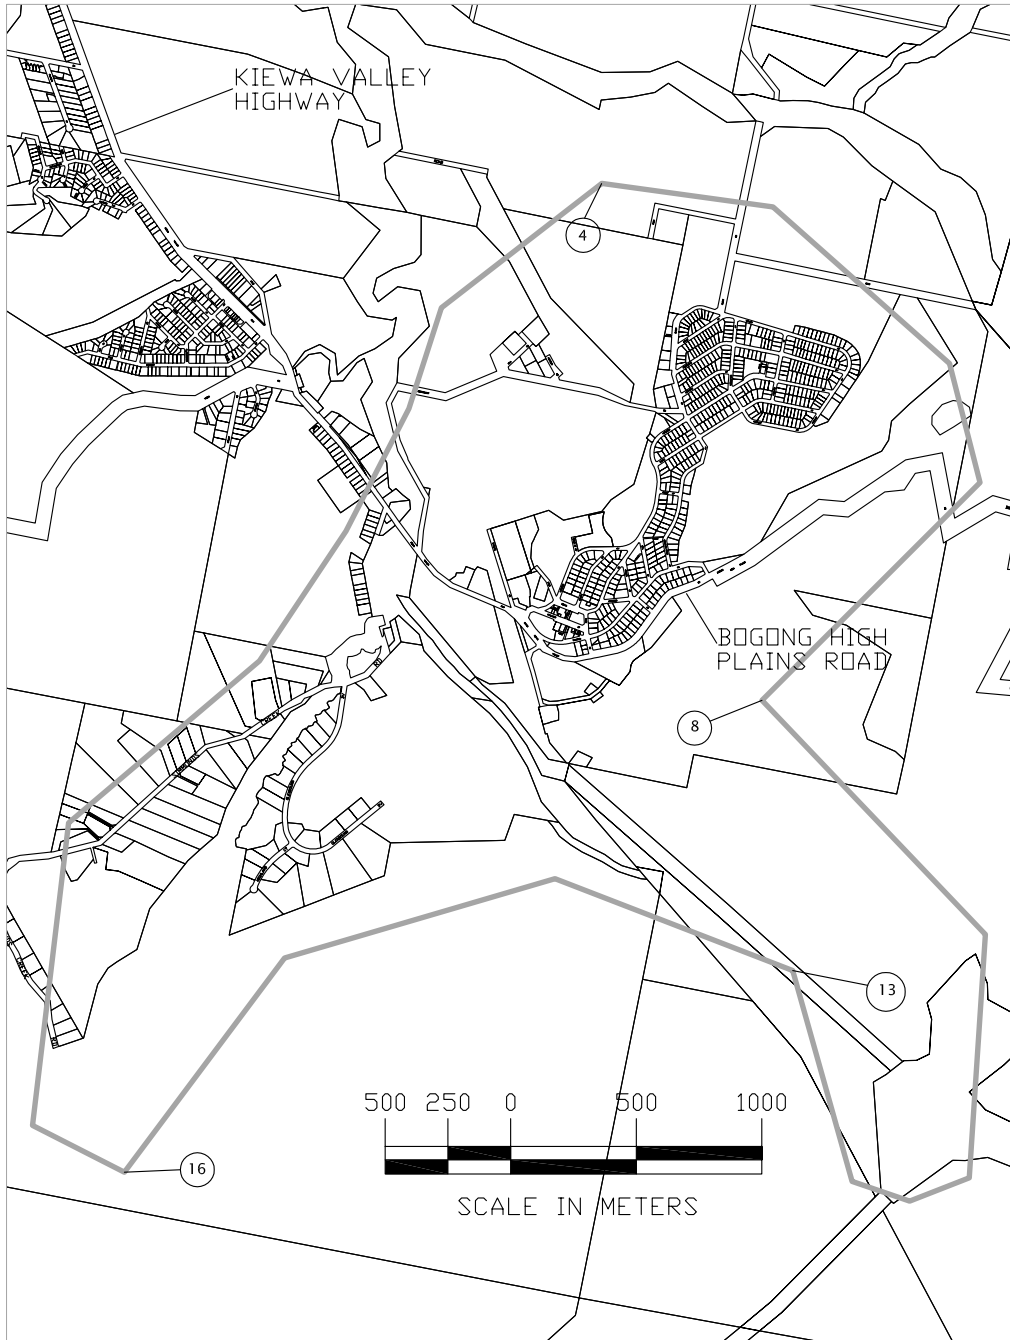 KIEWA VALLEY
HIGHWAY
4
BOGONG HIGH
PLAINS ROAD
8
13
500 250 0 500 1000
16
SCALE IN METERS